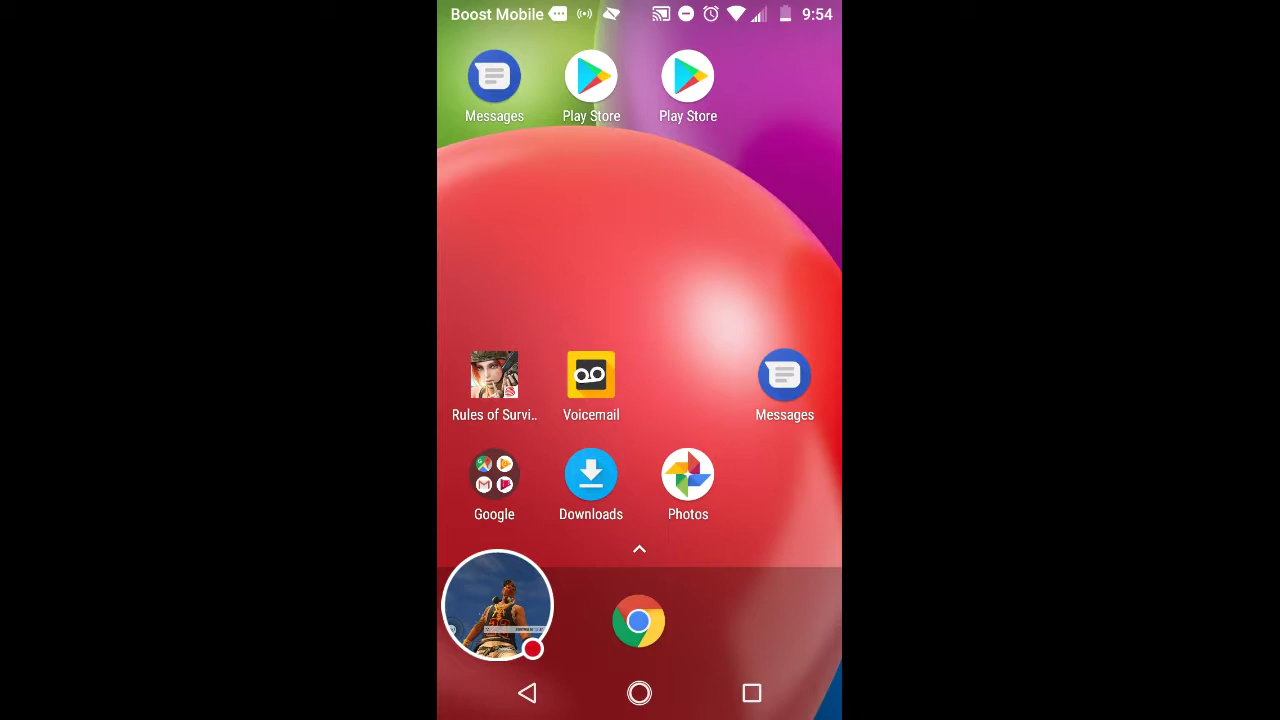 Boost Mobile 9:54
Messages Play Store Play Store
Rules of Survi.. Voicemail Messages
Google Downloads Photos